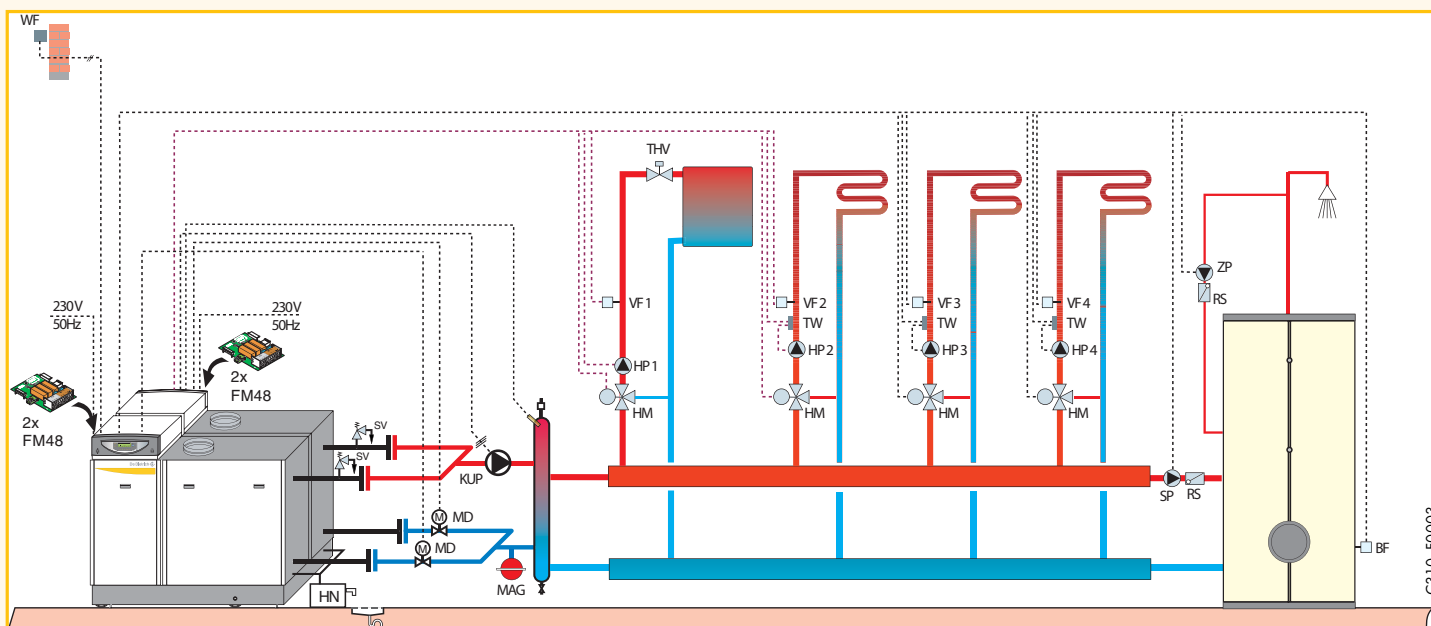 WF
THV
VF1
HP1
HM
VF2
TW
HP2
HM
VF3
TW
HP3
HM
VF4
TW
HP4
HM
ZP
RS
230V
50Hz
230V
50Hz
2x
FM48
2x
FM48
SV
SV
KUP
MD
MD
MAG
HN
SP
RS
BF